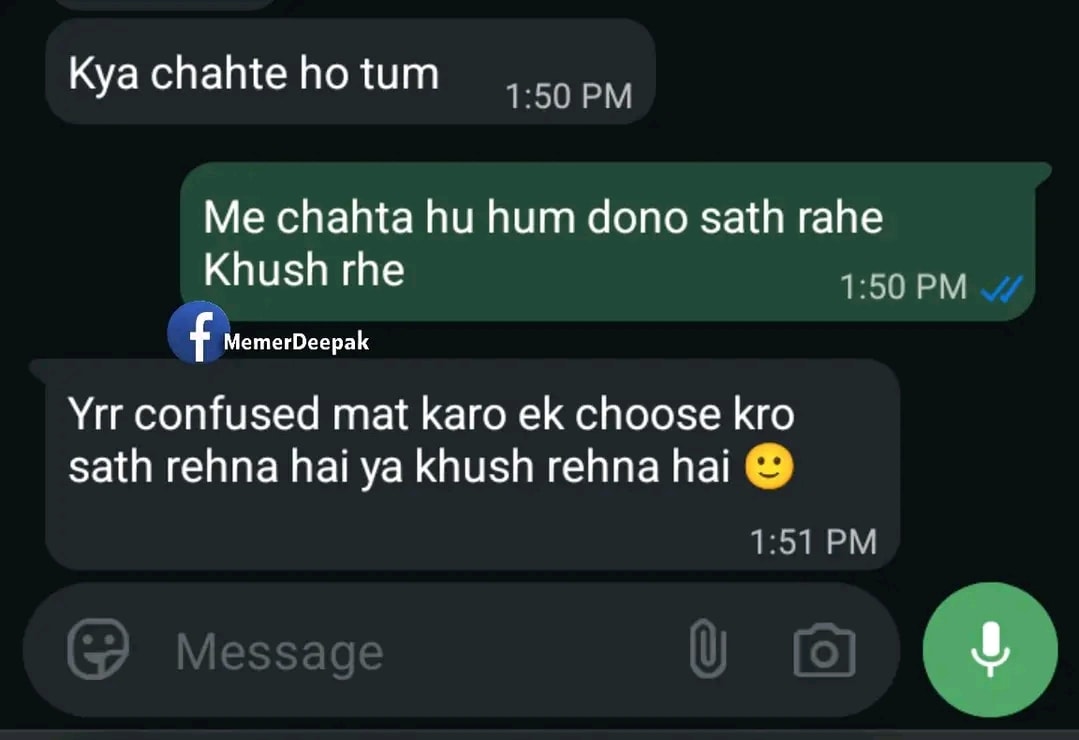 Kya chahte ho tum
1:50 PM
Me chahta hu hum dono sath rahe
Khush rhe
1:50 PM
MemerDeepak
Yrr confused mat karo ek choose kro
sath rehna hai ya khush rehna hai 🙂
1:51 PM
Message